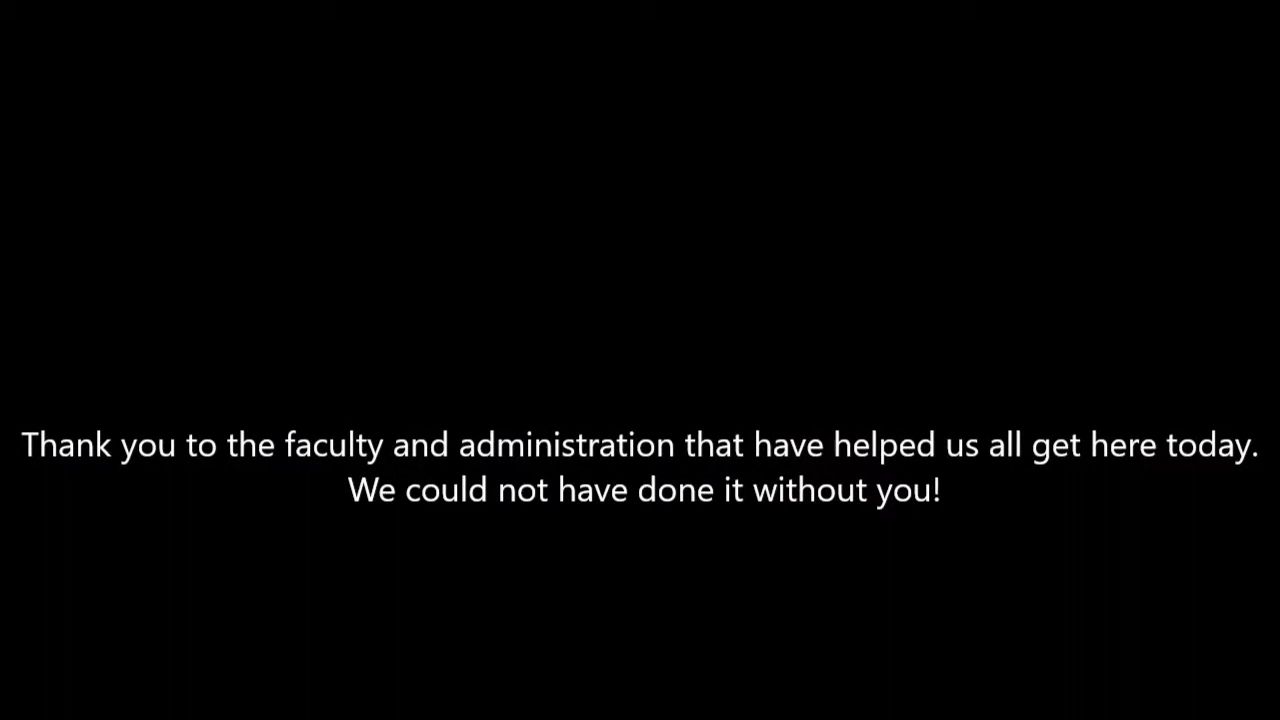 Thank you to the faculty and administration that have helped us all get here today.
We could not have done it without you!